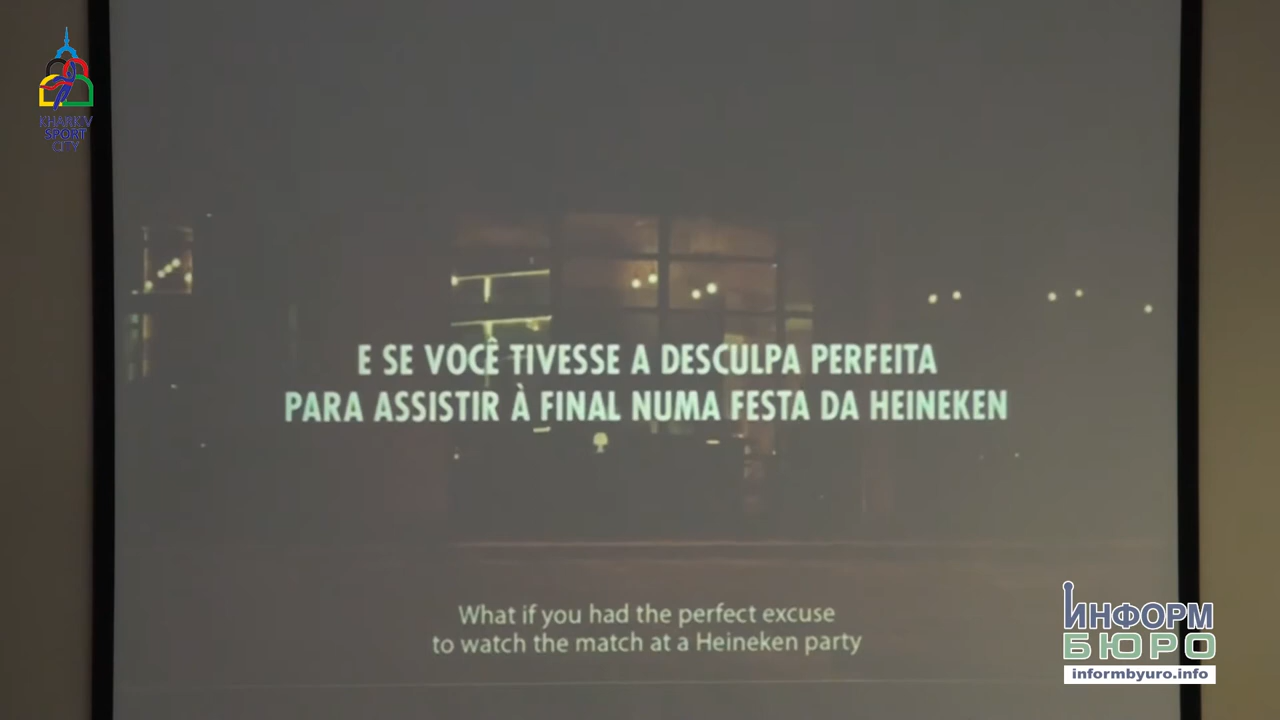 KHARKIV
SPORT
CITY
E SE VOCÊ TIVESSE A DESCULPA PERFEITA
PARA ASSISTIR À FINAL NUMA FESTA DA HEINEKEN
What if you had the perfect excuse
to watch the match at a Heineken party
ИНФОРМ
БЮРО
informbyuro.info